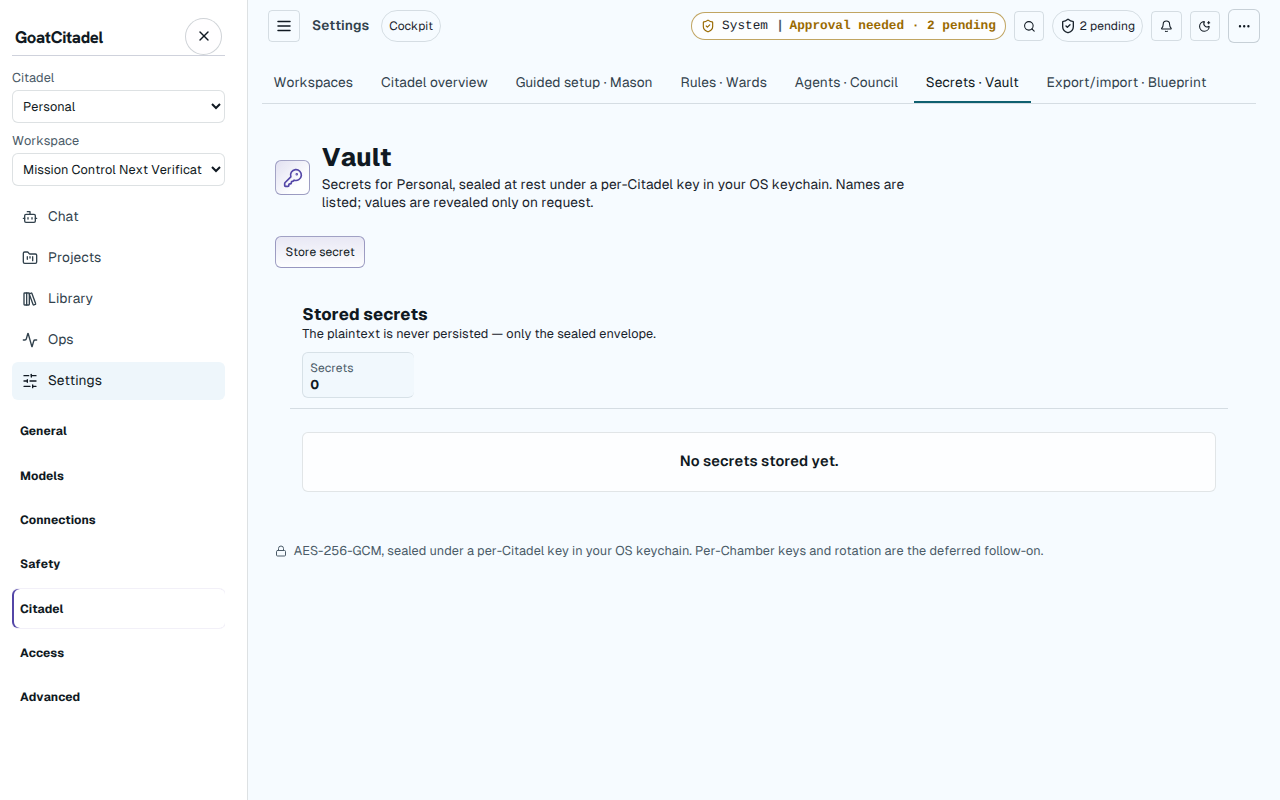 GoatCitadel
Citadel
Personal
Workspace
Mission Control Next Verificat
Chat
Projects
Library
Ops
Settings
General
Models
Connections
Safety
Citadel
Access
Advanced
Settings
Cockpit
System | Approval needed · 2 pending
2 pending
Workspaces
Citadel overview
Guided setup · Mason
Rules · Wards
Agents · Council
Secrets · Vault
Export/import · Blueprint
Vault
Secrets for Personal, sealed at rest under a per-Citadel key in your OS keychain. Names are
listed; values are revealed only on request.
Store secret
Stored secrets
The plaintext is never persisted — only the sealed envelope.
Secrets
0
No secrets stored yet.
AES-256-GCM, sealed under a per-Citadel key in your OS keychain. Per-Chamber keys and rotation are the deferred follow-on.